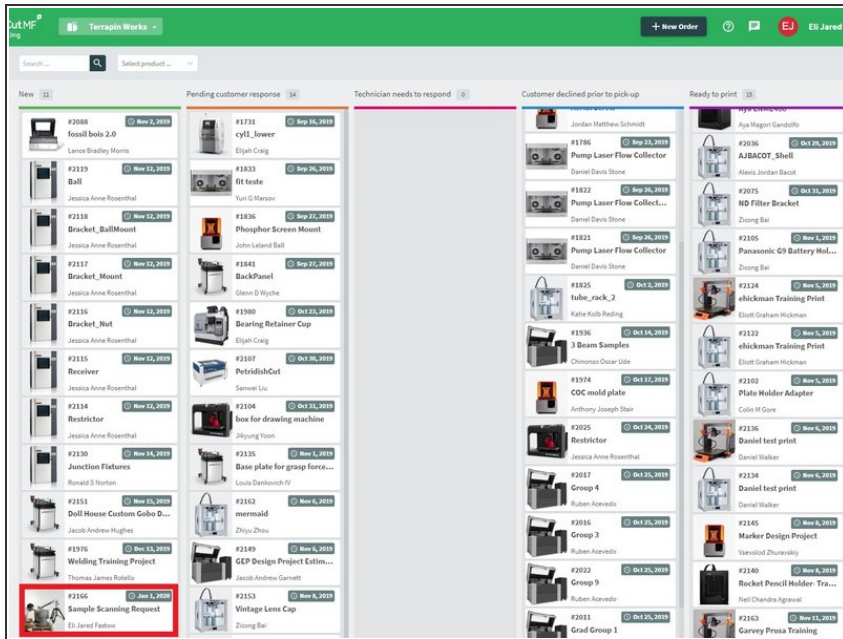 CutMF
Terrapin Works
+ New Order
EJ
Eli Jared
Search ...
Select product ...
New 11
#2088 Nov 2, 2019
fossil bois 2.0
Lance Bradley Morris
#2119 Nov 12, 2019
Ball
Jessica Anne Rosenthal
#2118 Nov 12, 2019
Bracket_BallMount
Jessica Anne Rosenthal
#2117 Nov 12, 2019
Bracket_Mount
Jessica Anne Rosenthal
#2116 Nov 12, 2019
Bracket_Nut
Jessica Anne Rosenthal
#2115 Nov 12, 2019
Receiver
Jessica Anne Rosenthal
#2114 Nov 12, 2019
Restrictor
Jessica Anne Rosenthal
#2130 Nov 14, 2019
Junction Fixtures
Ronald S Norton
#2151 Nov 15, 2019
Doll House Custom Gobo D...
Jacob Andrew Hughes
#1976 Dec 13, 2019
Welding Training Project
Thomas James Rotello
#2166 Jan 1, 2020
Sample Scanning Request
Eli Jared Fastow
Pending customer response 14
#1731 Sep 16, 2019
cyl1_lower
Elijah Craig
#1833 Sep 26, 2019
fit teste
Yuri G Marsov
#1836 Sep 27, 2019
Phosphor Screen Mount
John Leland Ball
#1841 Sep 27, 2019
BackPanel
Glenn D Wyche
#1980 Oct 23, 2019
Bearing Retainer Cup
Elijah Craig
#2107 Oct 30, 2019
PetridishCut
Sanwei Liu
#2104 Oct 31, 2019
box for drawing machine
Jikyung Yoon
#2135 Nov 1, 2019
Base plate for grasp force...
Louis Dankovich IV
#2162 Nov 6, 2019
mermaid
Zhiyu Zhou
#2149 Nov 6, 2019
GEP Design Project Estim...
Jacob Andrew Garnett
#2153 Nov 8, 2019
Vintage Lens Cap
Zicong Bai
Technician needs to respond 0
Customer declined prior to pick-up
Jordan Matthew Schmidt
#1786 Sep 23, 2019
Pump Laser Flow Collector
Daniel Davis Stone
#1822 Sep 26, 2019
Pump Laser Flow Collect...
Daniel Davis Stone
#1821 Sep 26, 2019
Pump Laser Flow Collector
Daniel Davis Stone
#1825 Oct 2, 2019
tube_rack_2
Katie Kolb Reding
#1936 Oct 14, 2019
3 Beam Samples
Chinonso Oscar Ude
#1974 Oct 17, 2019
COC mold plate
Anthony Joseph Stair
#2025 Oct 24, 2019
Restrictor
Jessica Anne Rosenthal
#2017 Oct 25, 2019
Group 4
Ruben Acevedo
#2016 Oct 25, 2019
Group 3
Ruben Acevedo
#2022 Oct 25, 2019
Group 9
Ruben Acevedo
#2011 Oct 25, 2019
Grad Group 1
Ready to print 15
Aya Magori Gandolfo
#2036 Oct 29, 2019
AJBACOT_Shell
Alexis Jordan Bacot
#2075 Oct 31, 2019
ND Filter Bracket
Zicong Bai
#2105 Nov 1, 2019
Panasonic G9 Battery Hol...
Zicong Bai
#2124 Nov 5, 2019
ehickman Training Print
Eliott Graham Hickman
#2122 Nov 5, 2019
ehickman Training Print
Eliott Graham Hickman
#2102 Nov 5, 2019
Plate Holder Adapter
Colin M Gore
#2136 Nov 6, 2019
Daniel test print
Daniel Walker
#2134 Nov 6, 2019
Daniel test print
Daniel Walker
#2145 Nov 8, 2019
Marker Design Project
Vsevolod Zhuravskiy
#2140 Nov 8, 2019
Rocket Pencil Holder- Tra...
Neil Chandra Agrawal
#2163 Nov 11, 2019
Garvey Prusa Training